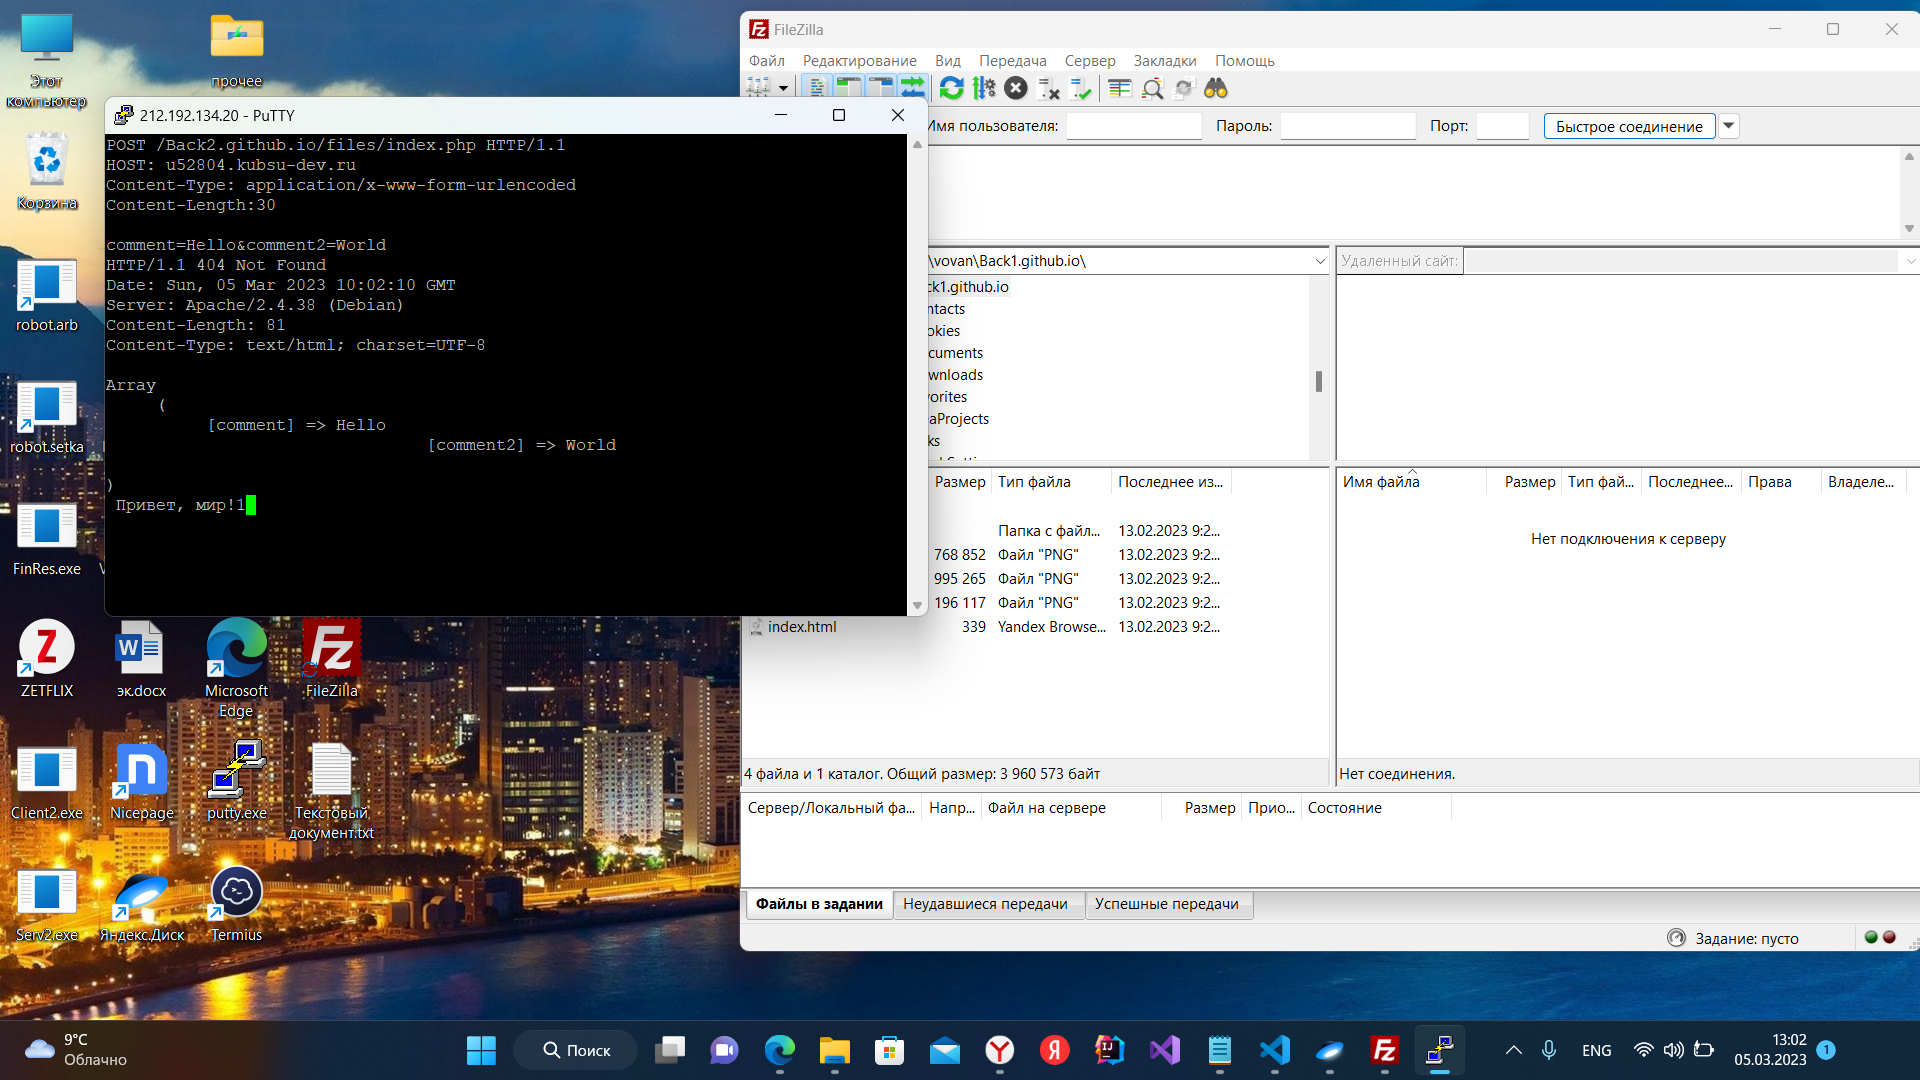 Этот
компьютер
прочее
Корзина
robot.arb
robot.setka
FinRes.exe
ZETFLIX
эк.docx
Microsoft
Edge
FileZilla
Client2.exe
Nicepage
putty.exe
Текстовый
документ.txt
Serv2.exe
Яндекс.Диск
Termius
212.192.134.20 - PuTTY
POST /Back2.github.io/files/index.php HTTP/1.1
HOST: u52804.kubsu-dev.ru
Content-Type: application/x-www-form-urlencoded
Content-Length:30
comment=Hello&comment2=World
HTTP/1.1 404 Not Found
Date: Sun, 05 Mar 2023 10:02:10 GMT
Server: Apache/2.4.38 (Debian)
Content-Length: 81
Content-Type: text/html; charset=UTF-8
Array
(
[comment] => Hello
[comment2] => World
)
Привет, мир!1
FileZilla
Файл Редактирование Вид Передача Сервер Закладки Помощь
Имя пользователя: Пароль: Порт: Быстрое соединение
\vovan\Back1.github.io\
Удаленный сайт:
ck1.github.io
ntacts
okies
cuments
wnloads
vorites
aProjects
ks
Размер Тип файла Последнее из...
Папка с файл... 13.02.2023 9:2...
768 852 Файл "PNG" 13.02.2023 9:2...
995 265 Файл "PNG" 13.02.2023 9:2...
196 117 Файл "PNG" 13.02.2023 9:2...
index.html 339 Yandex Browse... 13.02.2023 9:2...
4 файла и 1 каталог. Общий размер: 3 960 573 байт
Имя файла Размер Тип фай... Последнее... Права Владеле...
Нет подключения к серверу
Нет соединения.
Сервер/Локальный фа... Напр... Файл на сервере Размер Прио... Состояние
Файлы в задании Неудавшиеся передачи Успешные передачи
Задание: пусто
9°C
Облачно
Поиск
ENG
13:02
05.03.2023
1